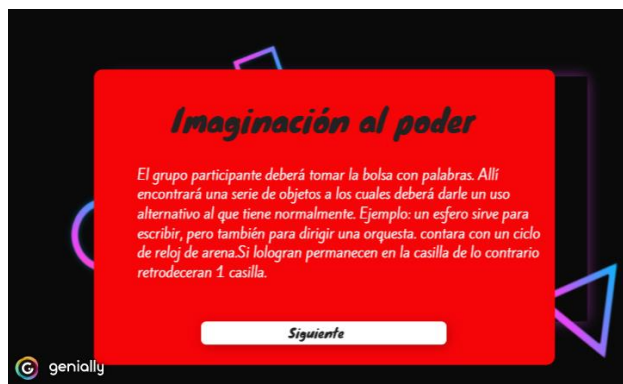 Imaginación al poder
El grupo participante deberá tomar la bolsa con palabras. Allí
encontrará una serie de objetos a los cuales deberá darle un uso
alternativo al que tiene normalmente. Ejemplo: un esfero sirve para
escribir, pero también para dirigir una orquesta. contara con un ciclo
de reloj de arena.Si lologran permanecen en la casilla de lo contrario
retrodeceran 1 casilla.
Siguiente
genially